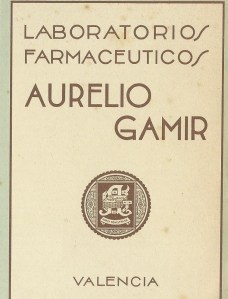 LABORATORIOS
FARMACEUTICOS
AURELIO
GAMIR
VALENCIA